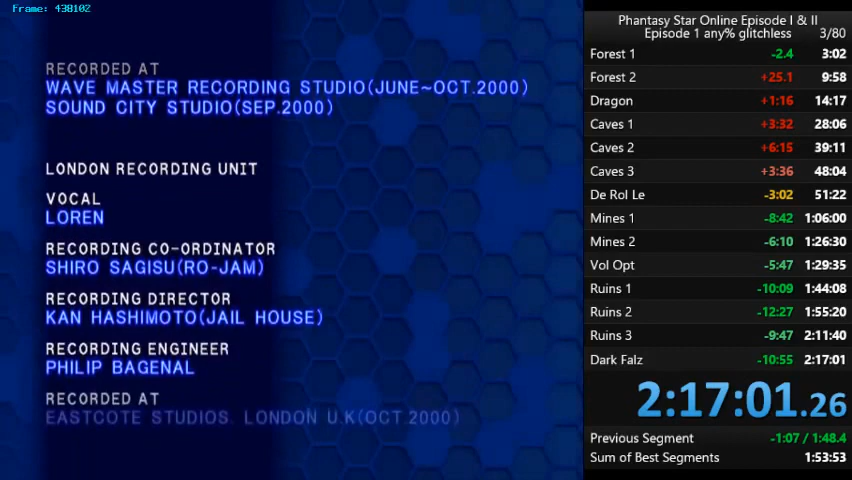 Frame: 438102
RECORDED AT
WAVE MASTER RECORDING STUDIO(JUNE~OCT.2000)
SOUND CITY STUDIO(SEP.2000)
LONDON RECORDING UNIT
VOCAL
LOREN
RECORDING CO-ORDINATOR
SHIRO SAGISU(RO-JAM)
RECORDING DIRECTOR
KAN HASHIMOTO(JAIL HOUSE)
RECORDING ENGINEER
PHILIP BAGENAL
RECORDED AT
EASTCOTE STUDIOS. LONDON U.K(OCT.2000)
Phantasy Star Online Episode I & II
Episode 1 any% glitchless 3/80
Forest 1 -2.4 3:02
Forest 2 +25.1 9:58
Dragon +1:16 14:17
Caves 1 +3:32 28:06
Caves 2 +6:15 39:11
Caves 3 +3:36 48:04
De Rol Le -3:02 51:22
Mines 1 -8:42 1:06:00
Mines 2 -6:10 1:26:30
Vol Opt -5:47 1:29:35
Ruins 1 -10:09 1:44:08
Ruins 2 -12:27 1:55:20
Ruins 3 -9:47 2:11:40
Dark Falz -10:55 2:17:01
2:17:01.26
Previous Segment -1:07 / 1:48.4
Sum of Best Segments 1:53:53